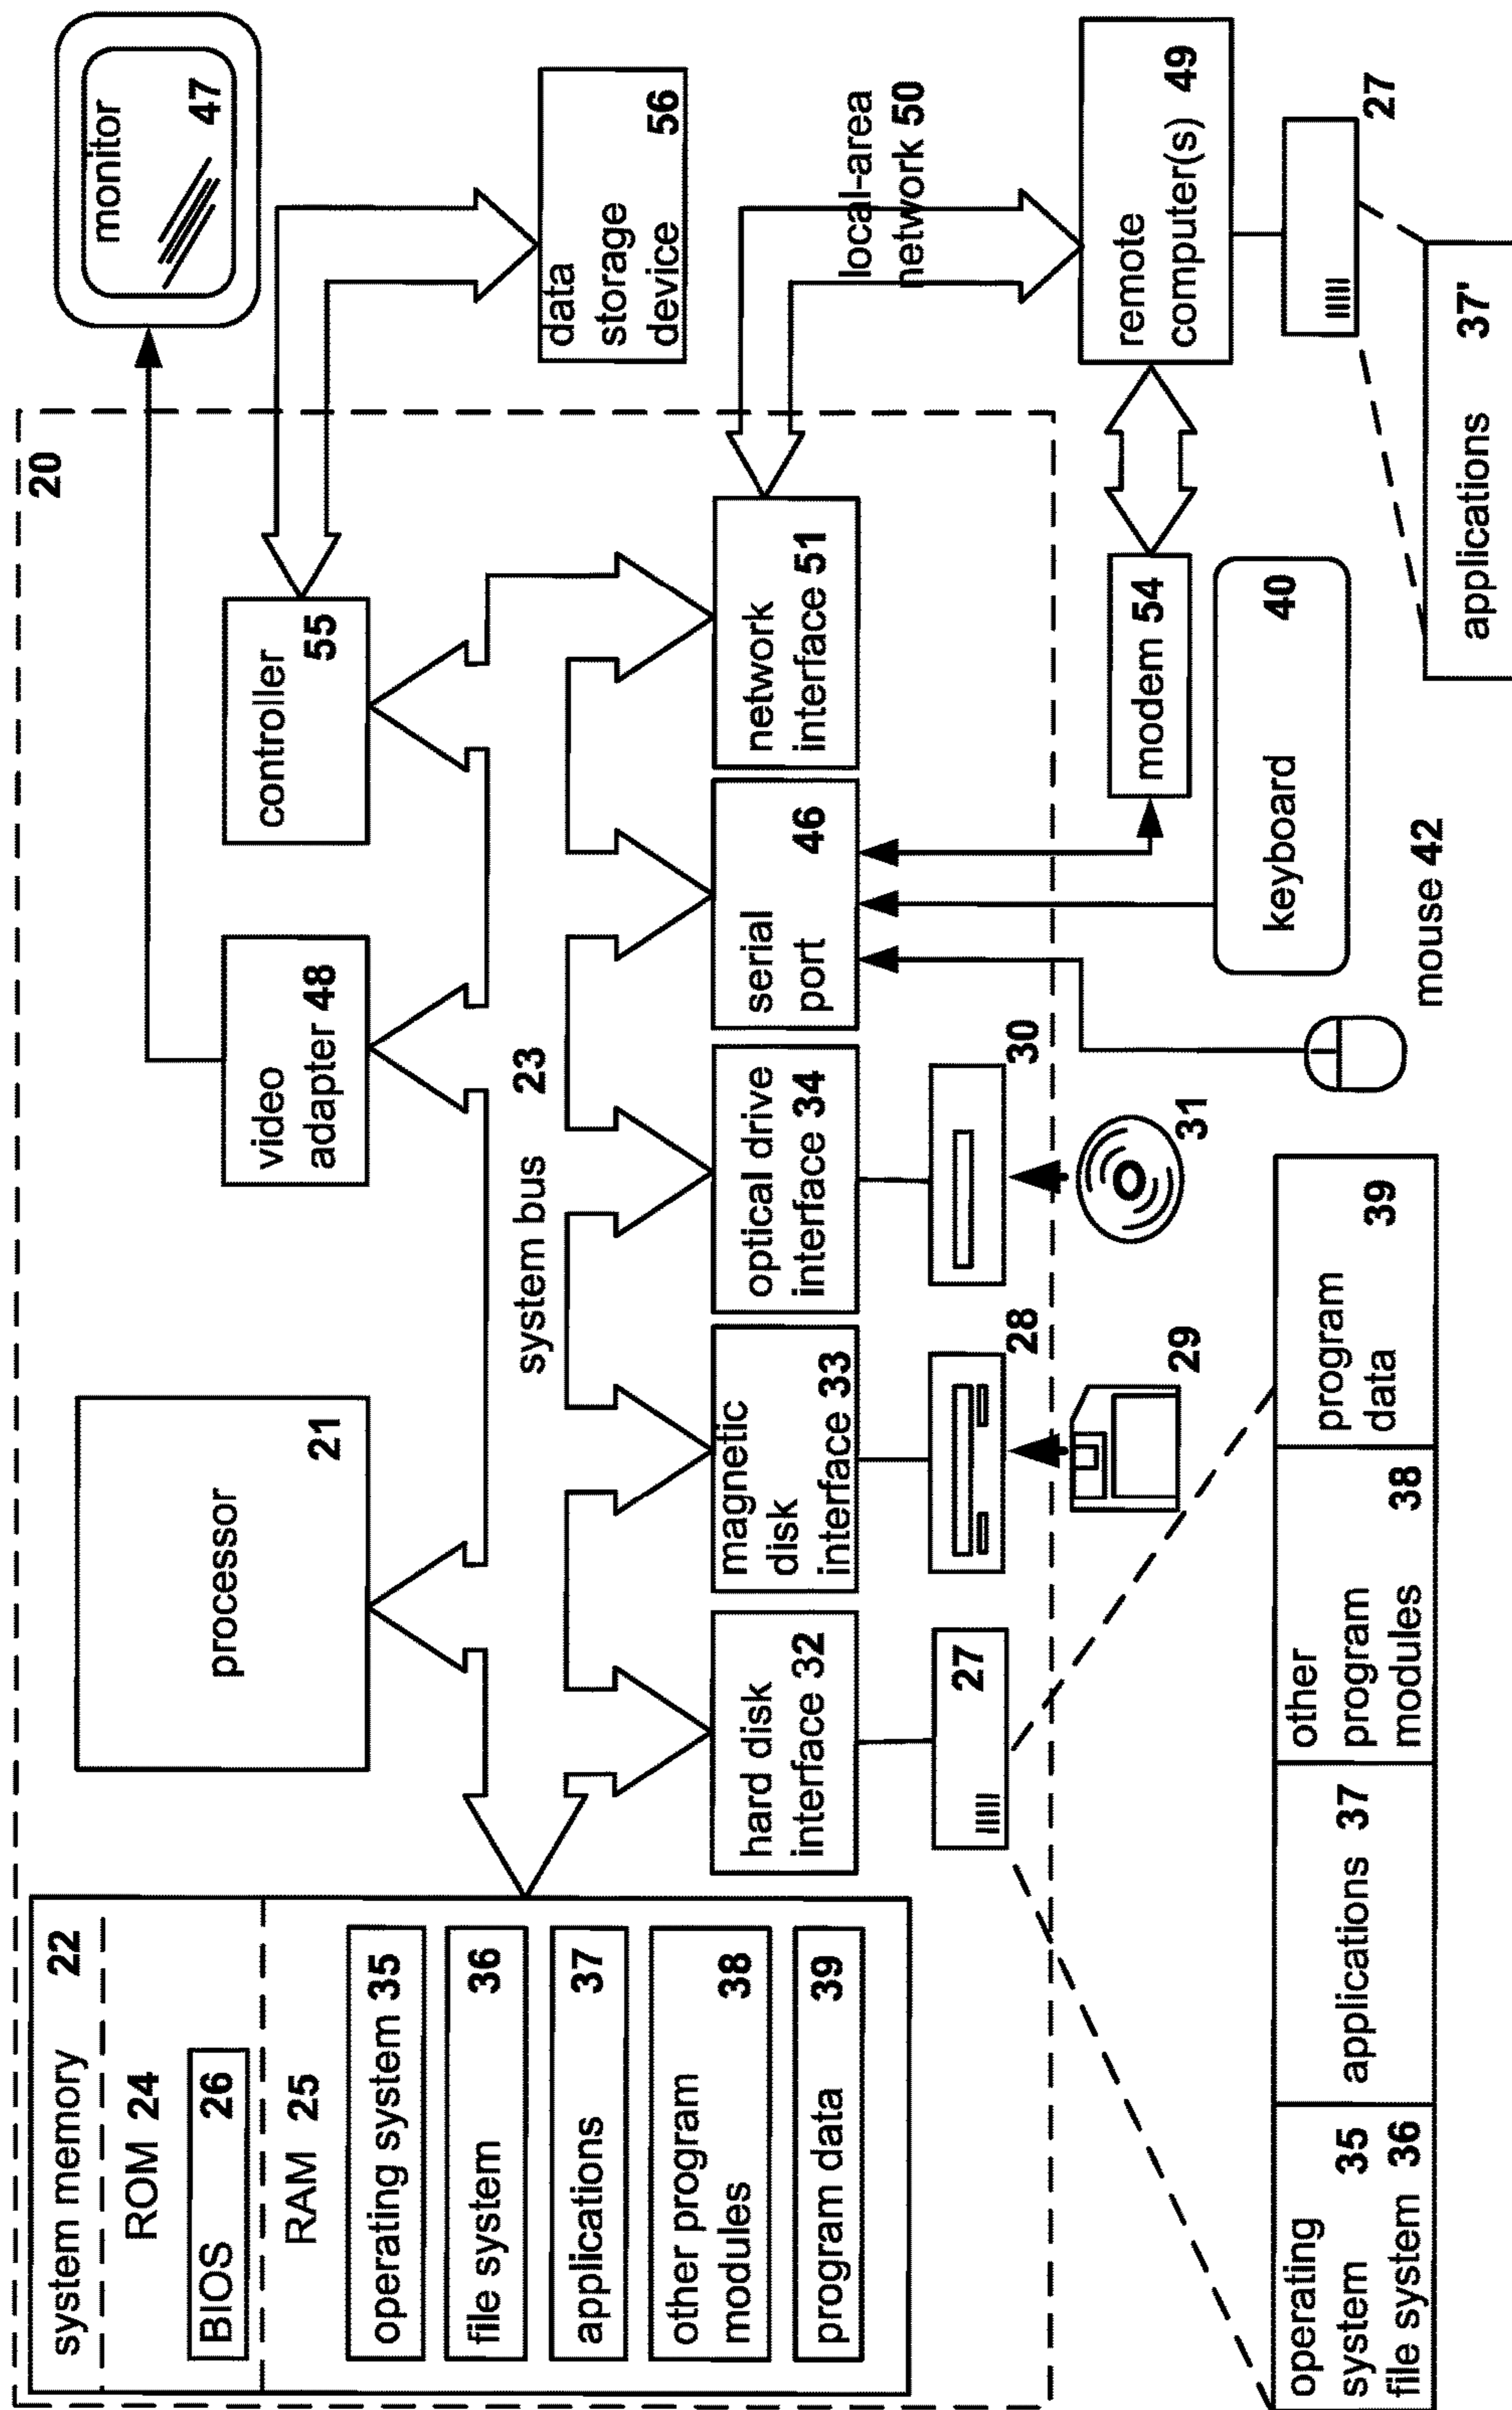 20
system memory 22
ROM 24
BIOS 26
RAM 25
operating system 35
file system 36
applications 37
other program
modules 38
program data 39
processor
21
video
adapter 48
controller
55
monitor
47
system bus 23
data
storage
device 56
hard disk
interface 32
magnetic
disk
interface 33
optical drive
interface 34
serial
port 46
network
interface 51
local-area
network 50
27
28
30
29
31
mouse 42
keyboard 40
modem 54
remote
computer(s) 49
27
applications 37'
operating
system 35
file system 36
applications 37
other
program
modules 38
program
data 39